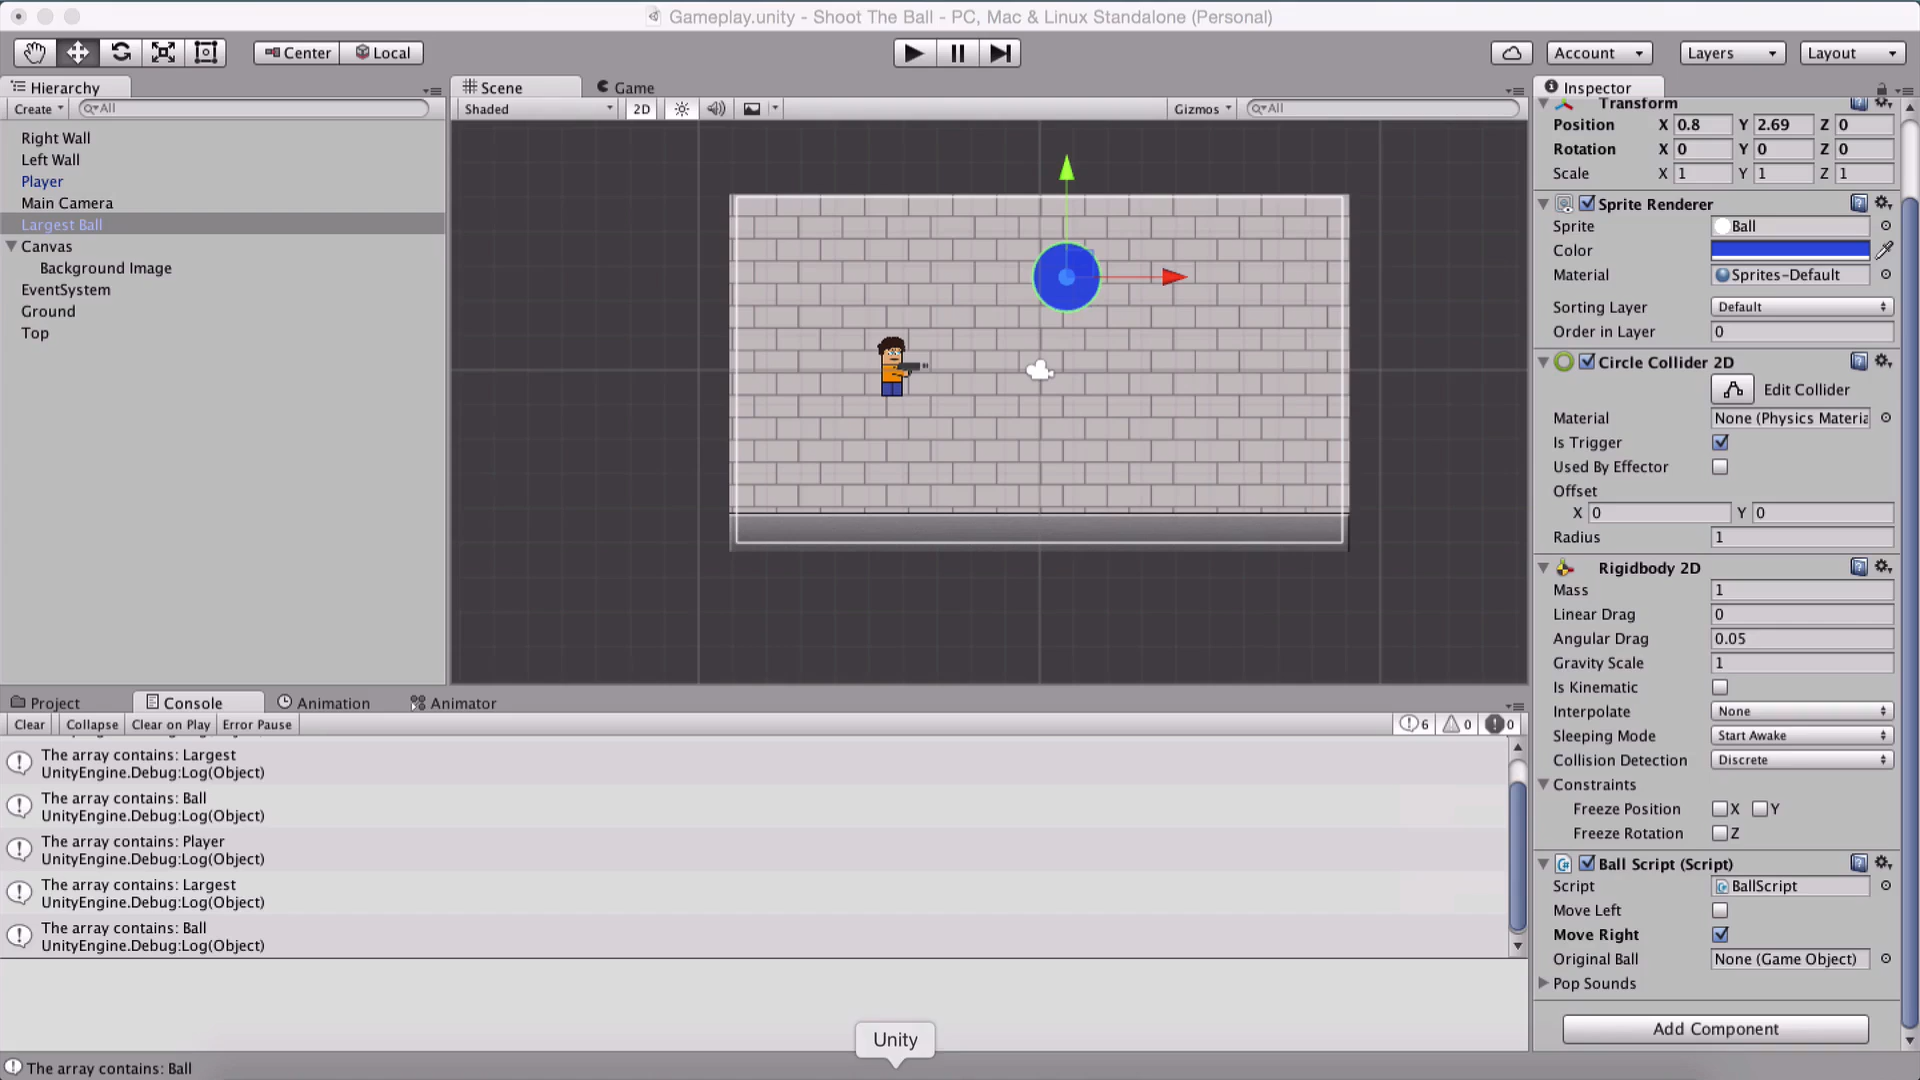 Gameplay.unity - Shoot The Ball - PC, Mac & Linux Standalone (Personal)
Center
Local
Account
Layers
Layout
Hierarchy
Create
All
Right Wall
Left Wall
Player
Main Camera
Largest Ball
Canvas
Background Image
EventSystem
Ground
Top
Scene
Game
Shaded
2D
Gizmos
All
Inspector
Transform
Position X 0.8 Y 2.69 Z 0
Rotation X 0 Y 0 Z 0
Scale X 1 Y 1 Z 1
Sprite Renderer
Sprite Ball
Color
Material Sprites-Default
Sorting Layer Default
Order in Layer 0
Circle Collider 2D
Edit Collider
Material None (Physics Materia
Is Trigger
Used By Effector
Offset
X 0 Y 0
Radius 1
Rigidbody 2D
Mass 1
Linear Drag 0
Angular Drag 0.05
Gravity Scale 1
Is Kinematic
Interpolate None
Sleeping Mode Start Awake
Collision Detection Discrete
Constraints
Freeze Position X Y
Freeze Rotation Z
Ball Script (Script)
Script BallScript
Move Left
Move Right
Original Ball None (Game Object)
Pop Sounds
Add Component
Project
Console
Animation
Animator
Clear
Collapse
Clear on Play
Error Pause
6
0
0
The array contains: Largest
UnityEngine.Debug:Log(Object)
The array contains: Ball
UnityEngine.Debug:Log(Object)
The array contains: Player
UnityEngine.Debug:Log(Object)
The array contains: Largest
UnityEngine.Debug:Log(Object)
The array contains: Ball
UnityEngine.Debug:Log(Object)
Unity
The array contains: Ball